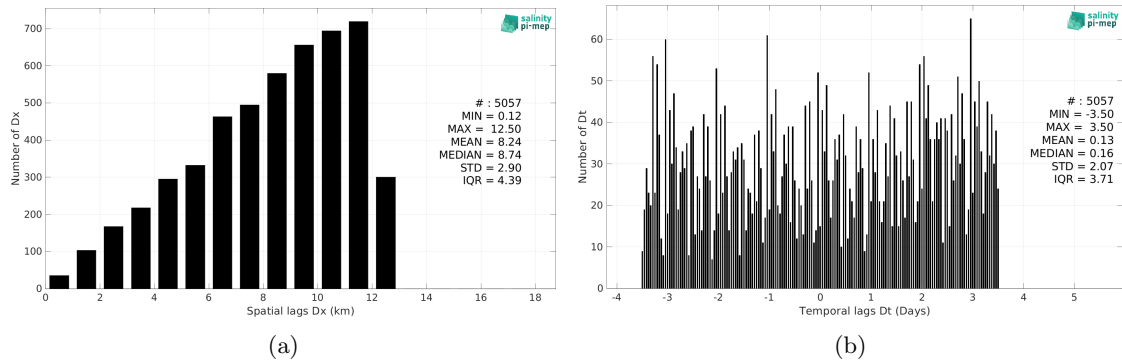 700
600
500
400
300
200
100
0
Number of Dx
salinity
pi-mep
# : 5057
MIN = 0.12
MAX = 12.50
MEAN = 8.24
MEDIAN = 8.74
STD = 2.90
IQR = 4.39
0 2 4 6 8 10 12 14 16 18
Spatial lags Dx (km)
(a)
60
50
40
30
20
10
0
Number of Dt
salinity
pi-mep
# : 5057
MIN = -3.50
MAX = 3.50
MEAN = 0.13
MEDIAN = 0.16
STD = 2.07
IQR = 3.71
-4 -3 -2 -1 0 1 2 3 4 5
Temporal lags Dt (Days)
(b)